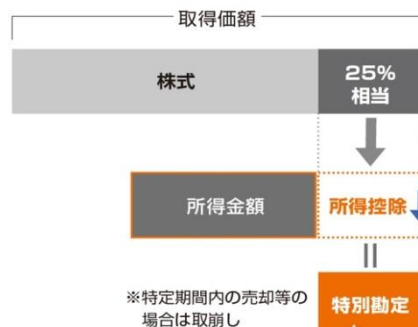 取得価額
株式
25%
相当
所得金額
所得控除
※特定期間内の売却等の
場合は取崩し
特別勘定